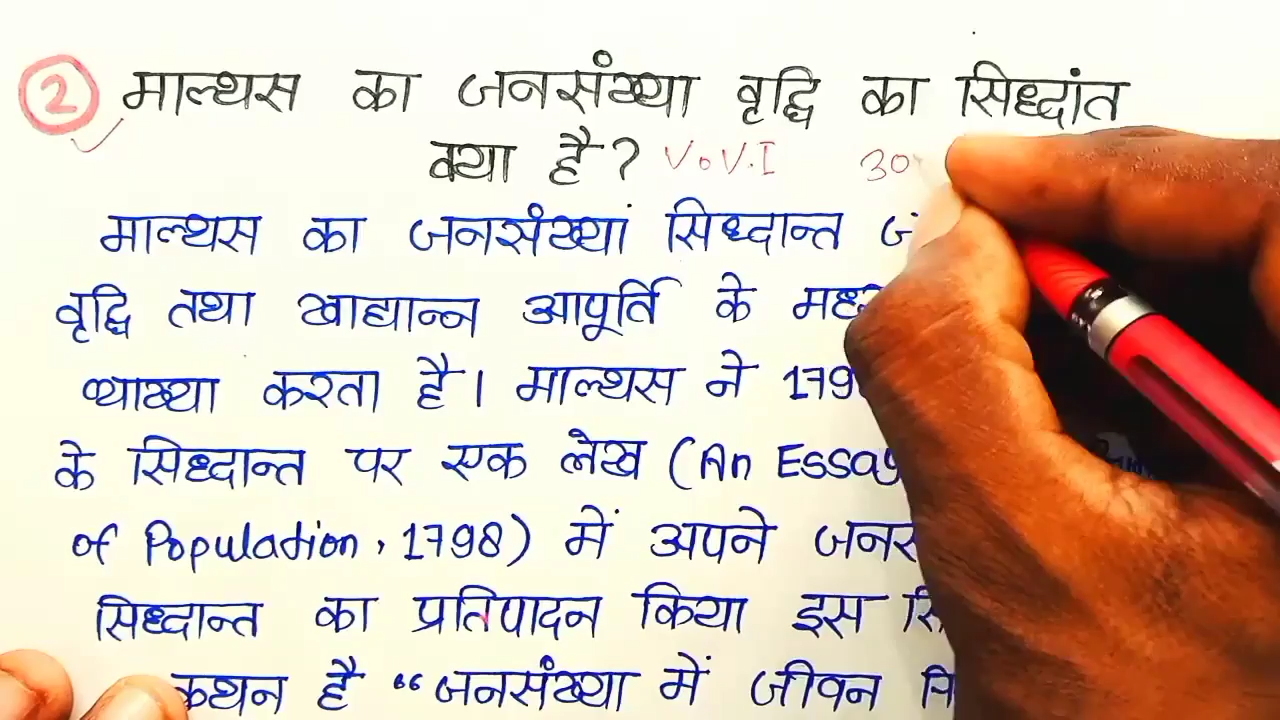 2 माल्थस का जनसंख्या वृद्धि का सिद्धांत
क्या है? V.V.I 30
माल्थस का जनसंख्यां सिद्धान्त
वृद्धि तथा खाद्यान्न आपूर्ति के
व्याख्या करता है। माल्थस ने
के सिद्धान्त पर एक लेख (An Essay
of Population, 1798) में अपने
सिद्धान्त का प्रतिपादन किया इस
कथन है “जनसंख्या में जीवन